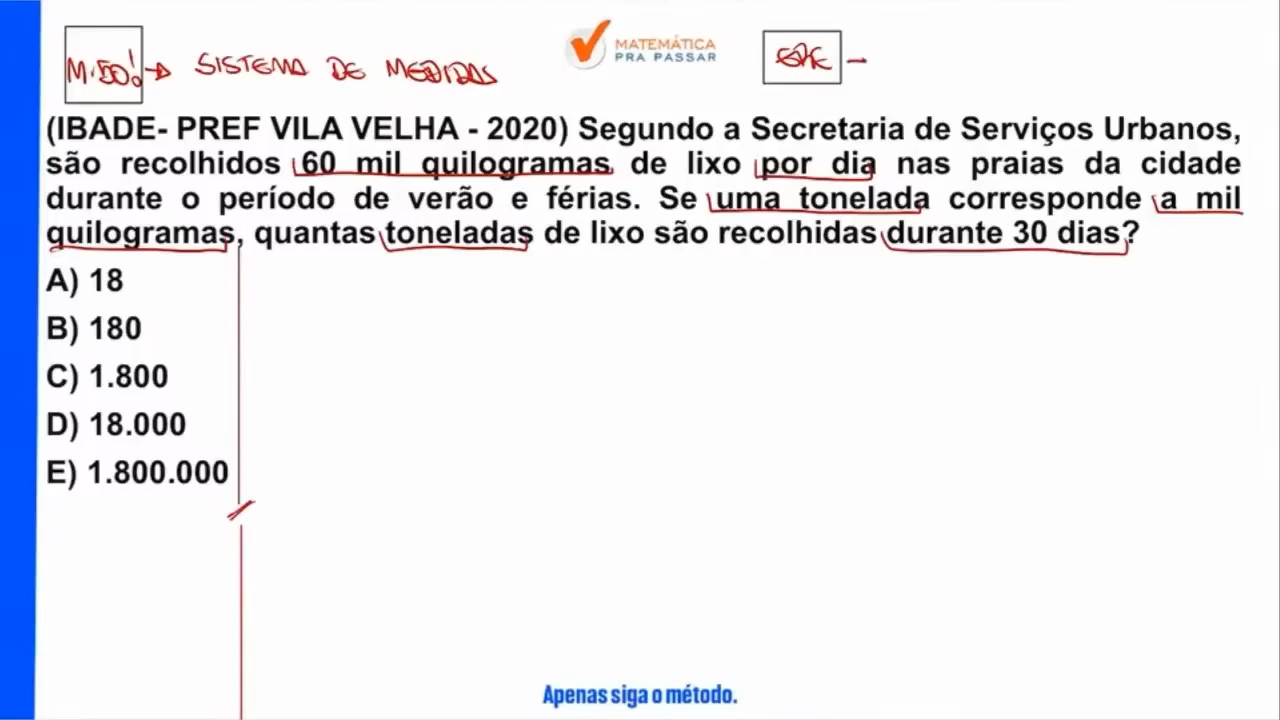 M.50! → SISTEMA DE MEDIDAS
MATEMÁTICA
PRA PASSAR
(IBADE- PREF VILA VELHA - 2020) Segundo a Secretaria de Serviços Urbanos,
são recolhidos 60 mil quilogramas de lixo por dia nas praias da cidade
durante o período de verão e férias. Se uma tonelada corresponde a mil
quilogramas, quantas toneladas de lixo são recolhidas durante 30 dias?
A) 18
B) 180
C) 1.800
D) 18.000
E) 1.800.000
Apenas siga o método.